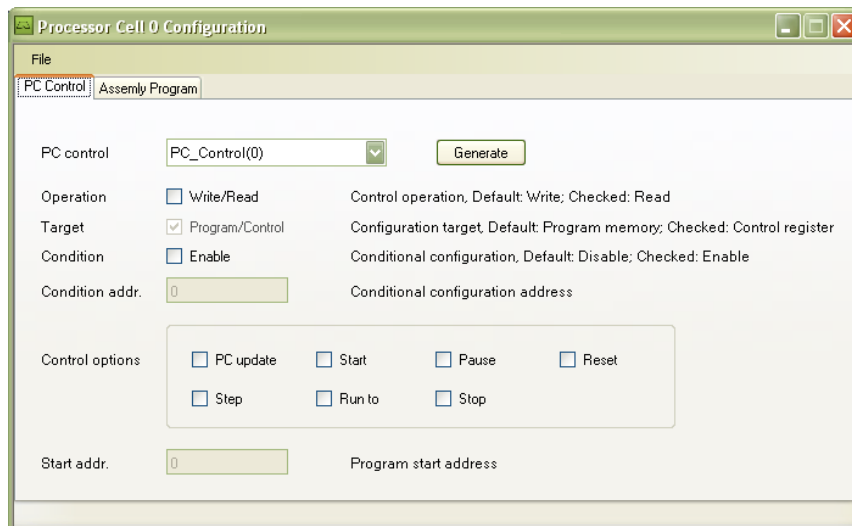 Processor Cell 0 Configuration
File
PC Control Assemly Program
PC control PC_Control(0) Generate
Operation Write/Read Control operation, Default: Write; Checked: Read
Target Program/Control Configuration target, Default: Program memory; Checked: Control register
Condition Enable Conditional configuration, Default: Disable; Checked: Enable
Condition addr. 0 Conditional configuration address
Control options PC update Start Pause Reset
Step Run to Stop
Start addr. 0 Program start address